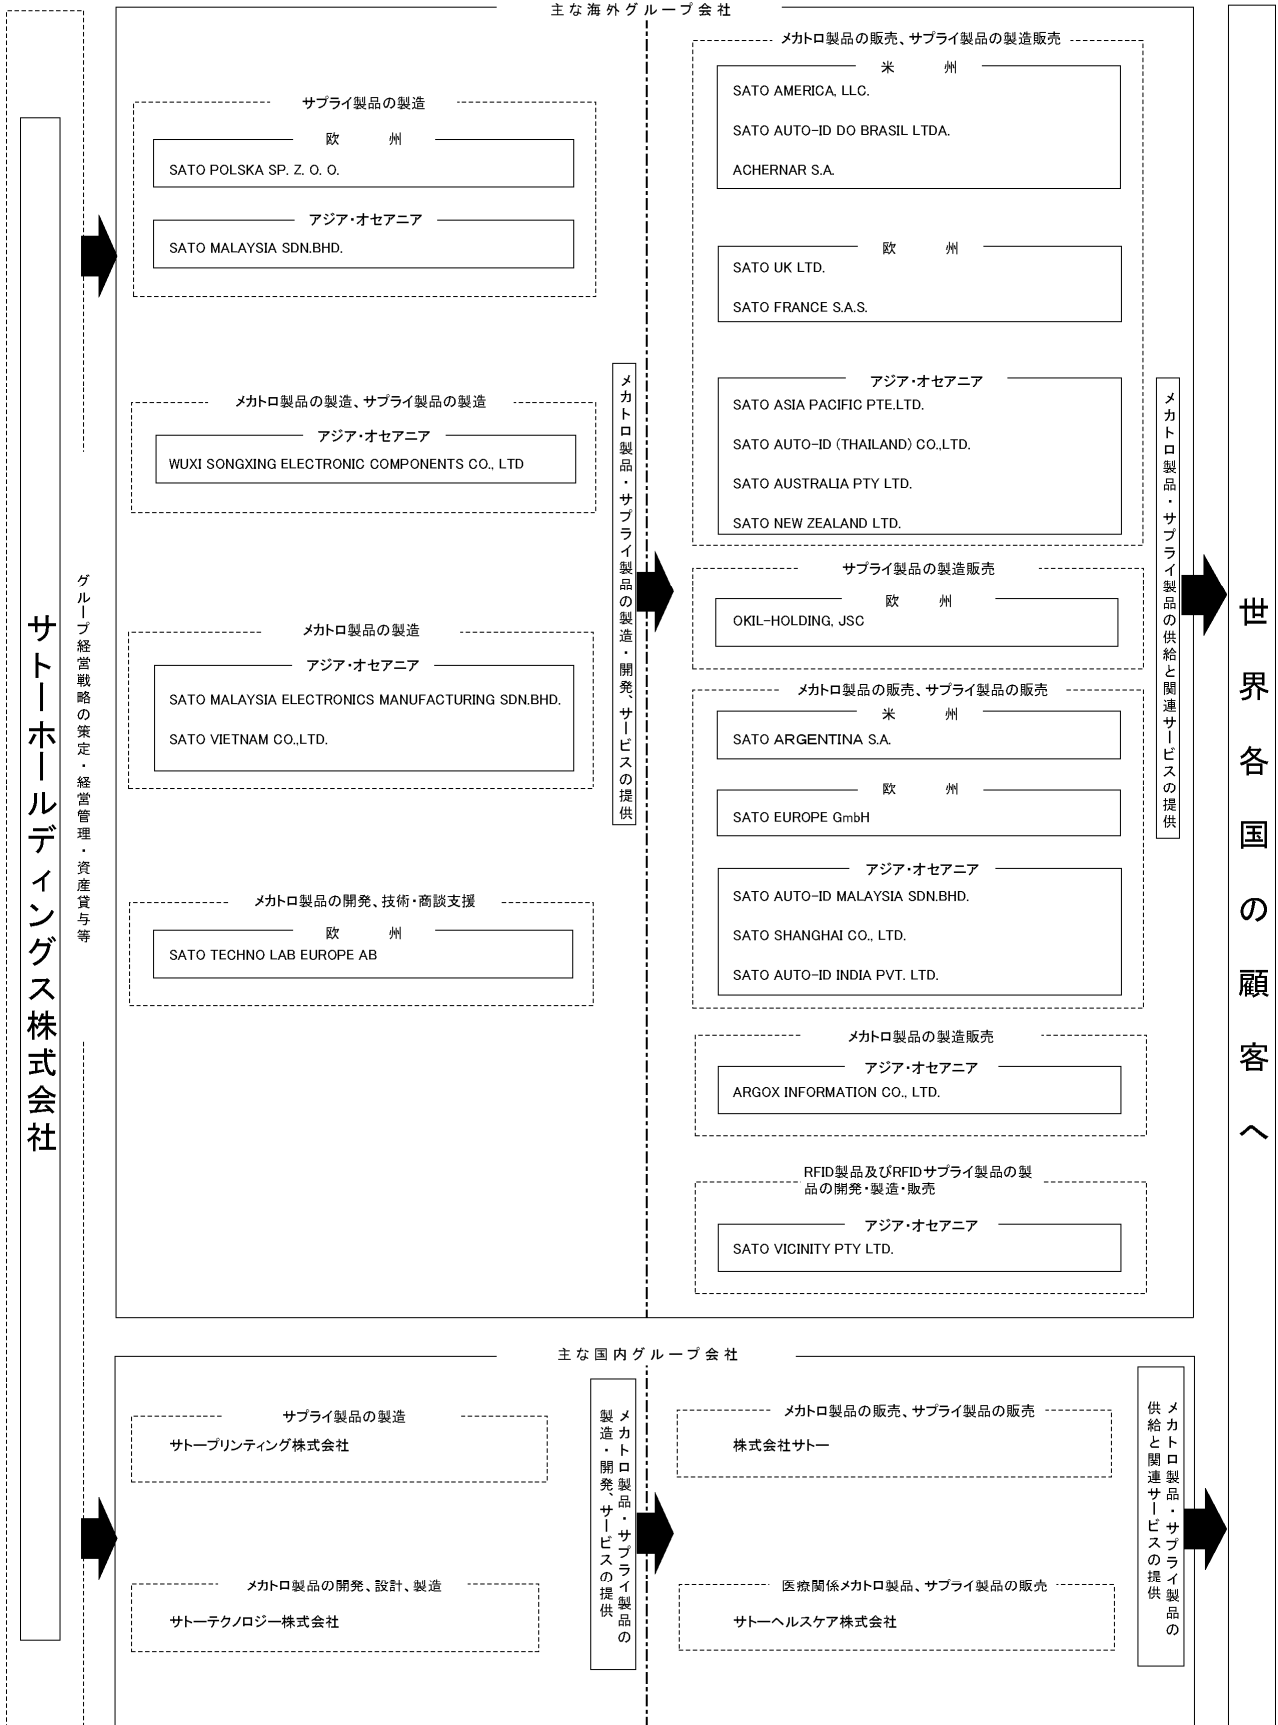 サトーホールディングス株式会社
グループ経営戦略の策定・経営管理・資産貸与等
主な海外グループ会社
サプライ製品の製造
欧　　　州
SATO POLSKA SP. Z. O. O.
アジア・オセアニア
SATO MALAYSIA SDN.BHD.
メカトロ製品の製造、サプライ製品の製造
アジア・オセアニア
WUXI SONGXING ELECTRONIC COMPONENTS CO., LTD
メカトロ製品の製造
アジア・オセアニア
SATO MALAYSIA ELECTRONICS MANUFACTURING SDN.BHD.
SATO VIETNAM CO.,LTD.
メカトロ製品の開発、技術・商談支援
欧　　　州
SATO TECHNO LAB EUROPE AB
メカトロ製品・サプライ製品の製造・開発、サービスの提供
メカトロ製品の販売、サプライ製品の製造販売
米　　　州
SATO AMERICA, LLC.
SATO AUTO-ID DO BRASIL LTDA.
ACHERNAR S.A.
欧　　　州
SATO UK LTD.
SATO FRANCE S.A.S.
アジア・オセアニア
SATO ASIA PACIFIC PTE.LTD.
SATO AUTO-ID (THAILAND) CO.,LTD.
SATO AUSTRALIA PTY LTD.
SATO NEW ZEALAND LTD.
サプライ製品の製造販売
欧　　　州
OKIL-HOLDING, JSC
メカトロ製品の販売、サプライ製品の販売
米　　　州
SATO ARGENTINA S.A.
欧　　　州
SATO EUROPE GmbH
アジア・オセアニア
SATO AUTO-ID MALAYSIA SDN.BHD.
SATO SHANGHAI CO., LTD.
SATO AUTO-ID INDIA PVT. LTD.
メカトロ製品の製造販売
アジア・オセアニア
ARGOX INFORMATION CO., LTD.
RFID製品及びRFIDサプライ製品の製
品の開発・製造・販売
アジア・オセアニア
SATO VICINITY PTY LTD.
メカトロ製品・サプライ製品の供給と関連サービスの提供
主な国内グループ会社
サプライ製品の製造
サトープリンティング株式会社
メカトロ製品の開発、設計、製造
サトーテクノロジー株式会社
メカトロ製品・サプライ製品の
製造・開発、サービスの提供
メカトロ製品の販売、サプライ製品の販売
株式会社サトー
医療関係メカトロ製品、サプライ製品の販売
サトーヘルスケア株式会社
メカトロ製品・サプライ製品の
供給と関連サービスの提供
世界各国の顧客へ